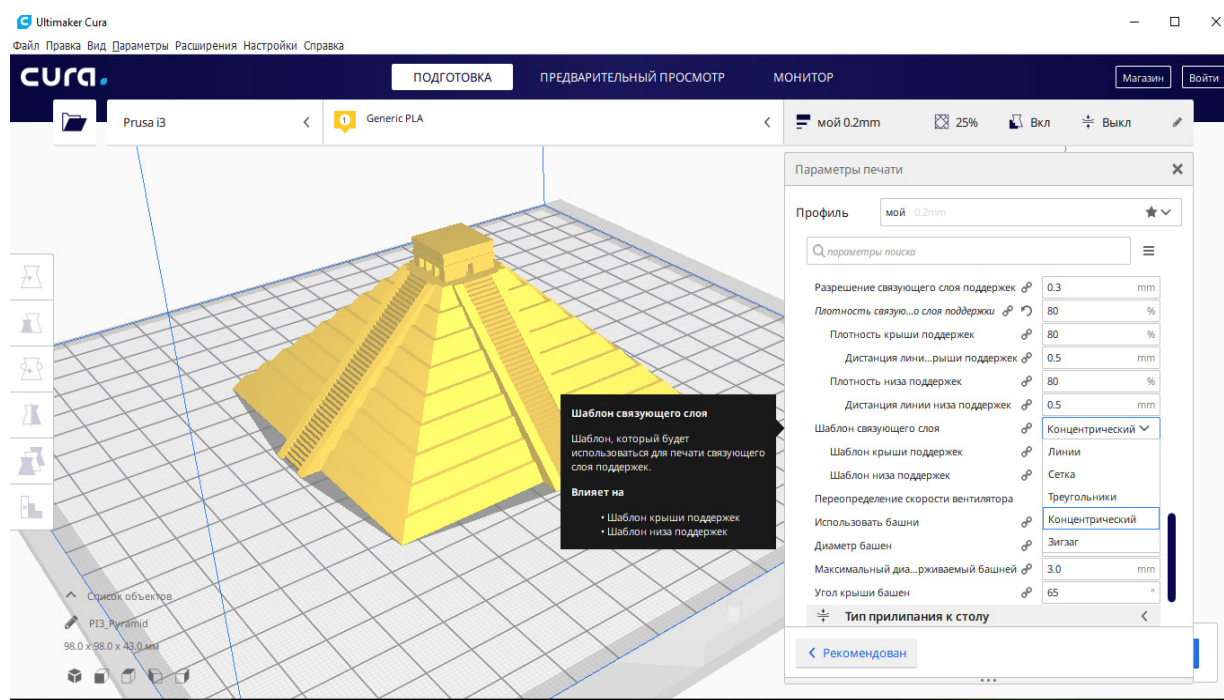 Ultimaker Cura
Файл Правка Вид Параметры Расширения Настройки Справка
cura.
ПОДГОТОВКА
ПРЕДВАРИТЕЛЬНЫЙ ПРОСМОТР
МОНИТОР
Магазин
Войти
Prusa i3
1
Generic PLA
мой 0.2mm
25%
Вкл
Выкл
Параметры печати
Профиль
мой 0.2mm
параметры поиска
Разрешение связующего слоя поддержек 0.3 mm
Плотность связую...о слоя поддержки 80 %
Плотность крыши поддержек 80 %
Дистанция лини...рыши поддержек 0.5 mm
Плотность низа поддержек 80 %
Дистанция линии низа поддержек 0.5 mm
Шаблон связующего слоя Концентрический
Шаблон крыши поддержек
Шаблон низа поддержек
Переопределение скорости вентилятора
Использовать башни
Диаметр башен
Линии
Сетка
Треугольники
Концентрический
Зигзаг
Максимальный диа...рживаемый башней 3.0 mm
Угол крыши башен 65 °
Тип прилипания к столу
Рекомендован
Шаблон связующего слоя
Шаблон, который будет
использоваться для печати связующего
слоя поддержек.
Влияет на
• Шаблон крыши поддержек
• Шаблон низа поддержек
Список объектов
PI3_Pyramid
98.0 x 98.0 x 43.0 мм